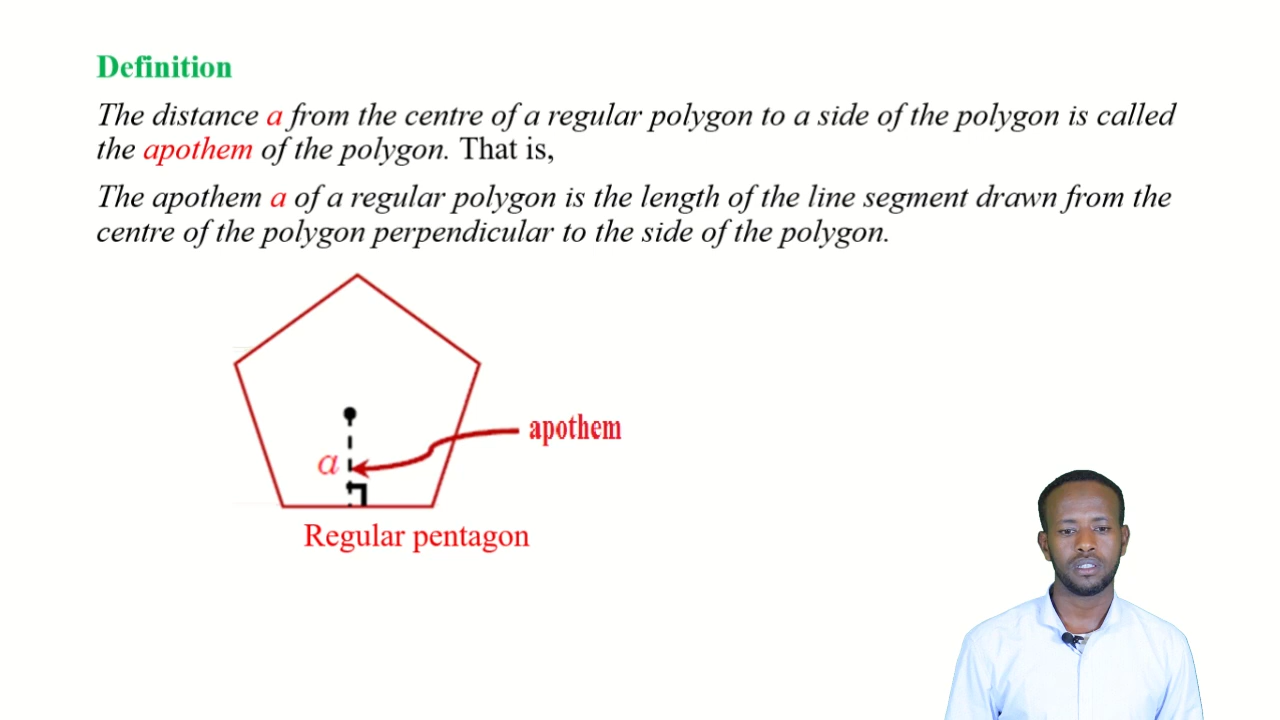 Definition
The distance a from the centre of a regular polygon to a side of the polygon is called
the apothem of the polygon. That is,
The apothem a of a regular polygon is the length of the line segment drawn from the
centre of the polygon perpendicular to the side of the polygon.
apothem
a
Regular pentagon